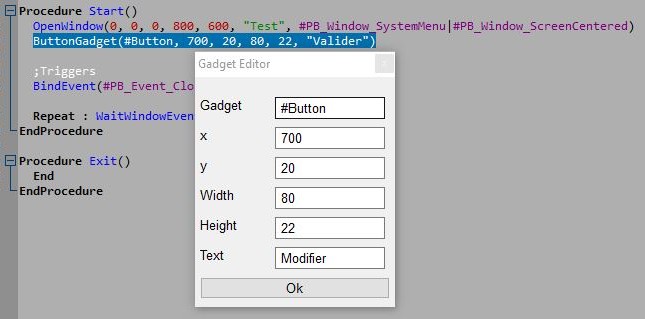 Procedure Start()
OpenWindow(0, 0, 0, 800, 600, "Test", #PB_Window_SystemMenu|#PB_Window_ScreenCentered)
ButtonGadget(#Button, 700, 20, 80, 22, "Valider")
;Triggers
BindEvent(#PB_Event_Clo
Repeat : WaitWindowEven
EndProcedure
Procedure Exit()
End
EndProcedure
Gadget Editor
x
Gadget #Button
x 700
y 20
Width 80
Height 22
Text Modifier
Ok